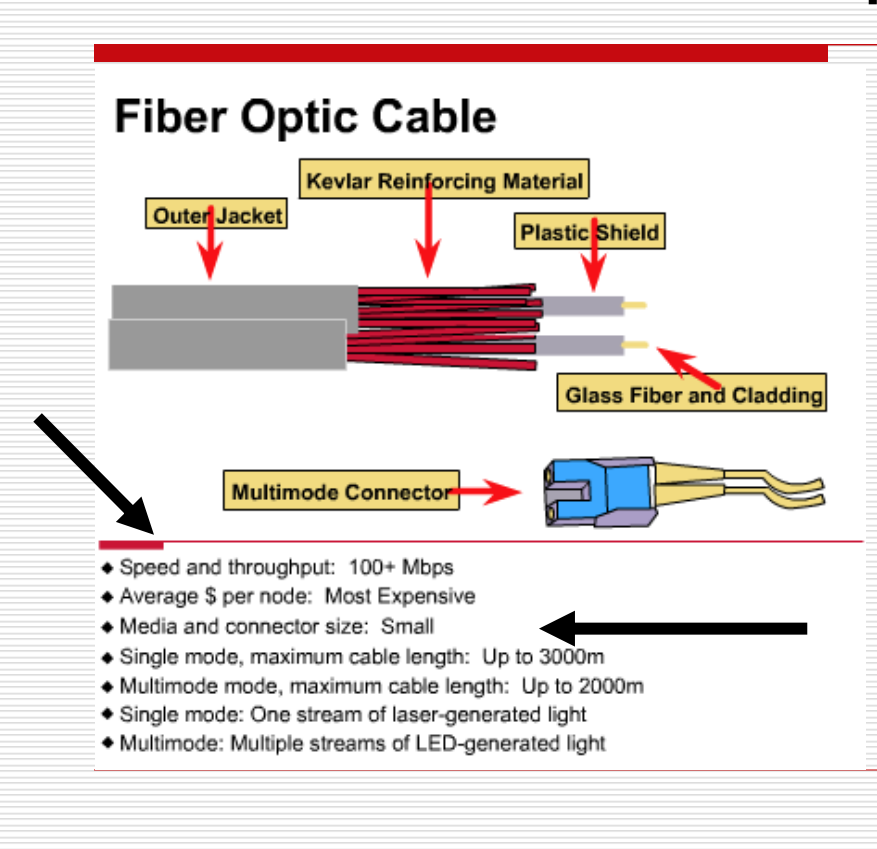 Fiber Optic Cable
Kevlar Reinforcing Material
Outer Jacket
Plastic Shield
Glass Fiber and Cladding
Multimode Connector
◆ Speed and throughput: 100+ Mbps
◆ Average $ per node: Most Expensive
◆ Media and connector size: Small
◆ Single mode, maximum cable length: Up to 3000m
◆ Multimode mode, maximum cable length: Up to 2000m
◆ Single mode: One stream of laser-generated light
◆ Multimode: Multiple streams of LED-generated light